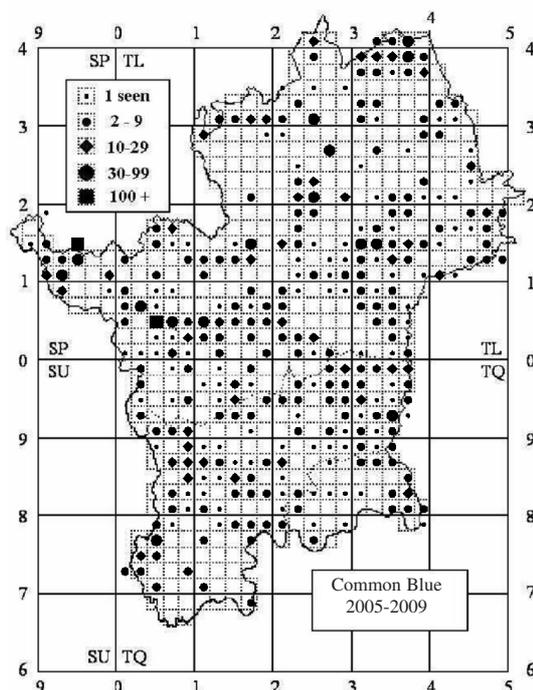 4
9 0 1 2 3 5
4 4
SP TL
1 seen
2 - 9
10-29
30-99
100 +
3 3
2 2
1 1
SP TL
0 0
SU TQ
9 9
8 8
Common Blue
2005-2009
7 7
SU TQ
6 6
9 0 1 2 3 4 5